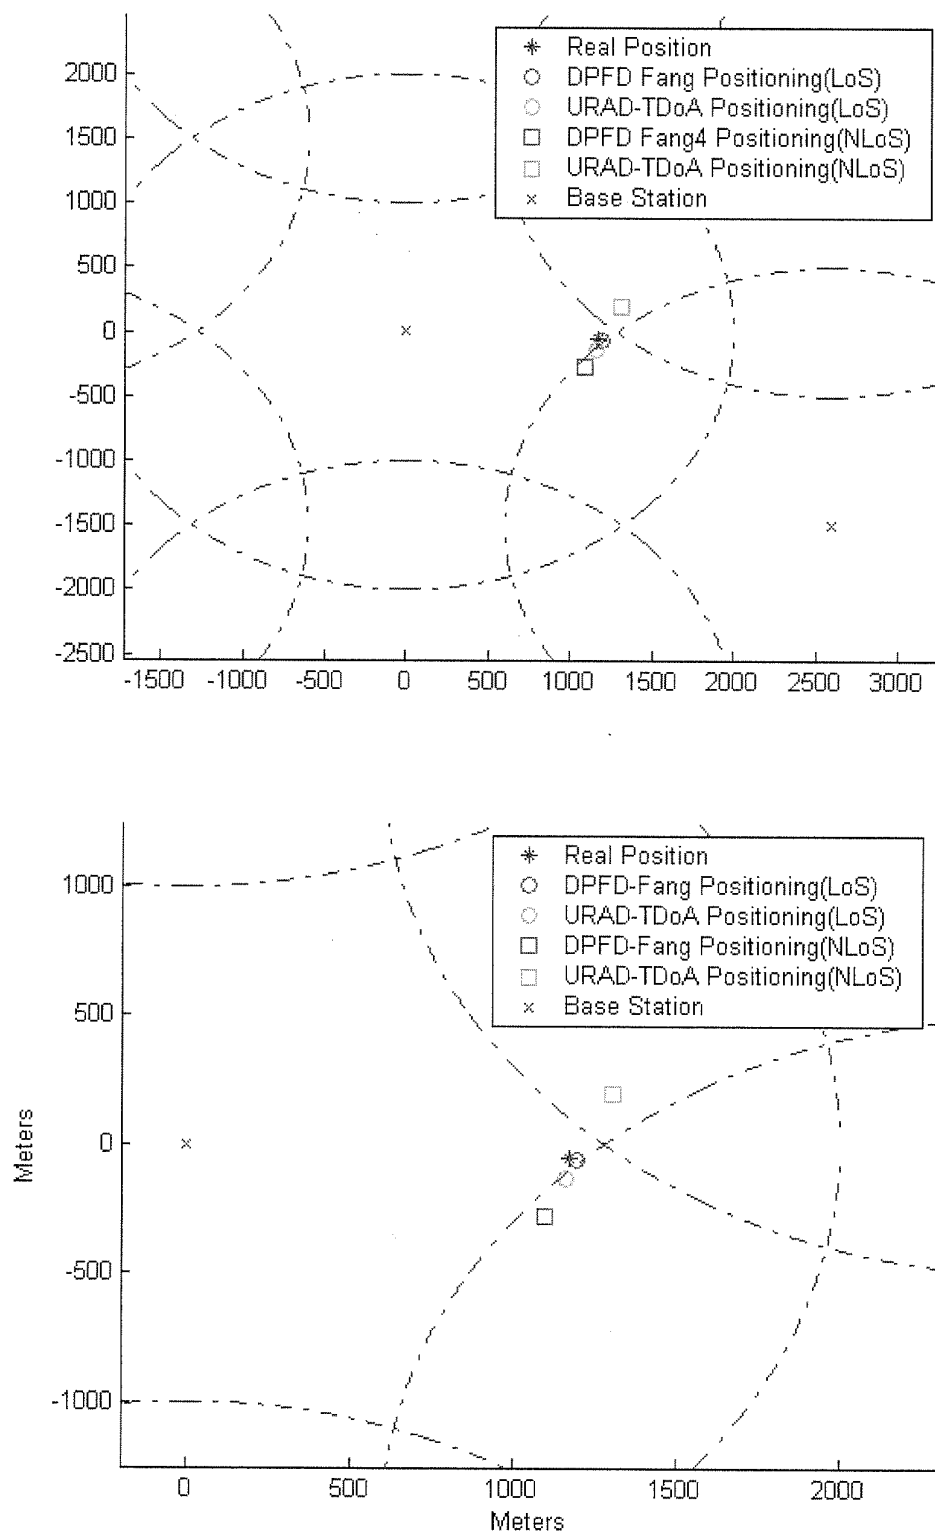 2000
1500
1000
500
0
-500
-1000
-1500
-2000
-2500
-1500 -1000 -500 0 500 1000 1500 2000 2500 3000
Real Position
DPFD Fang Positioning(LoS)
URAD-TDoA Positioning(LoS)
DPFD Fang4 Positioning(NLoS)
URAD-TDoA Positioning(NLoS)
Base Station
Meters
1000
500
0
-500
-1000
0 500 1000 1500 2000
Meters
Real Position
DPFD-Fang Positioning(LoS)
URAD-TDoA Positioning(LoS)
DPFD-Fang Positioning(NLoS)
URAD-TDoA Positioning(NLoS)
Base Station